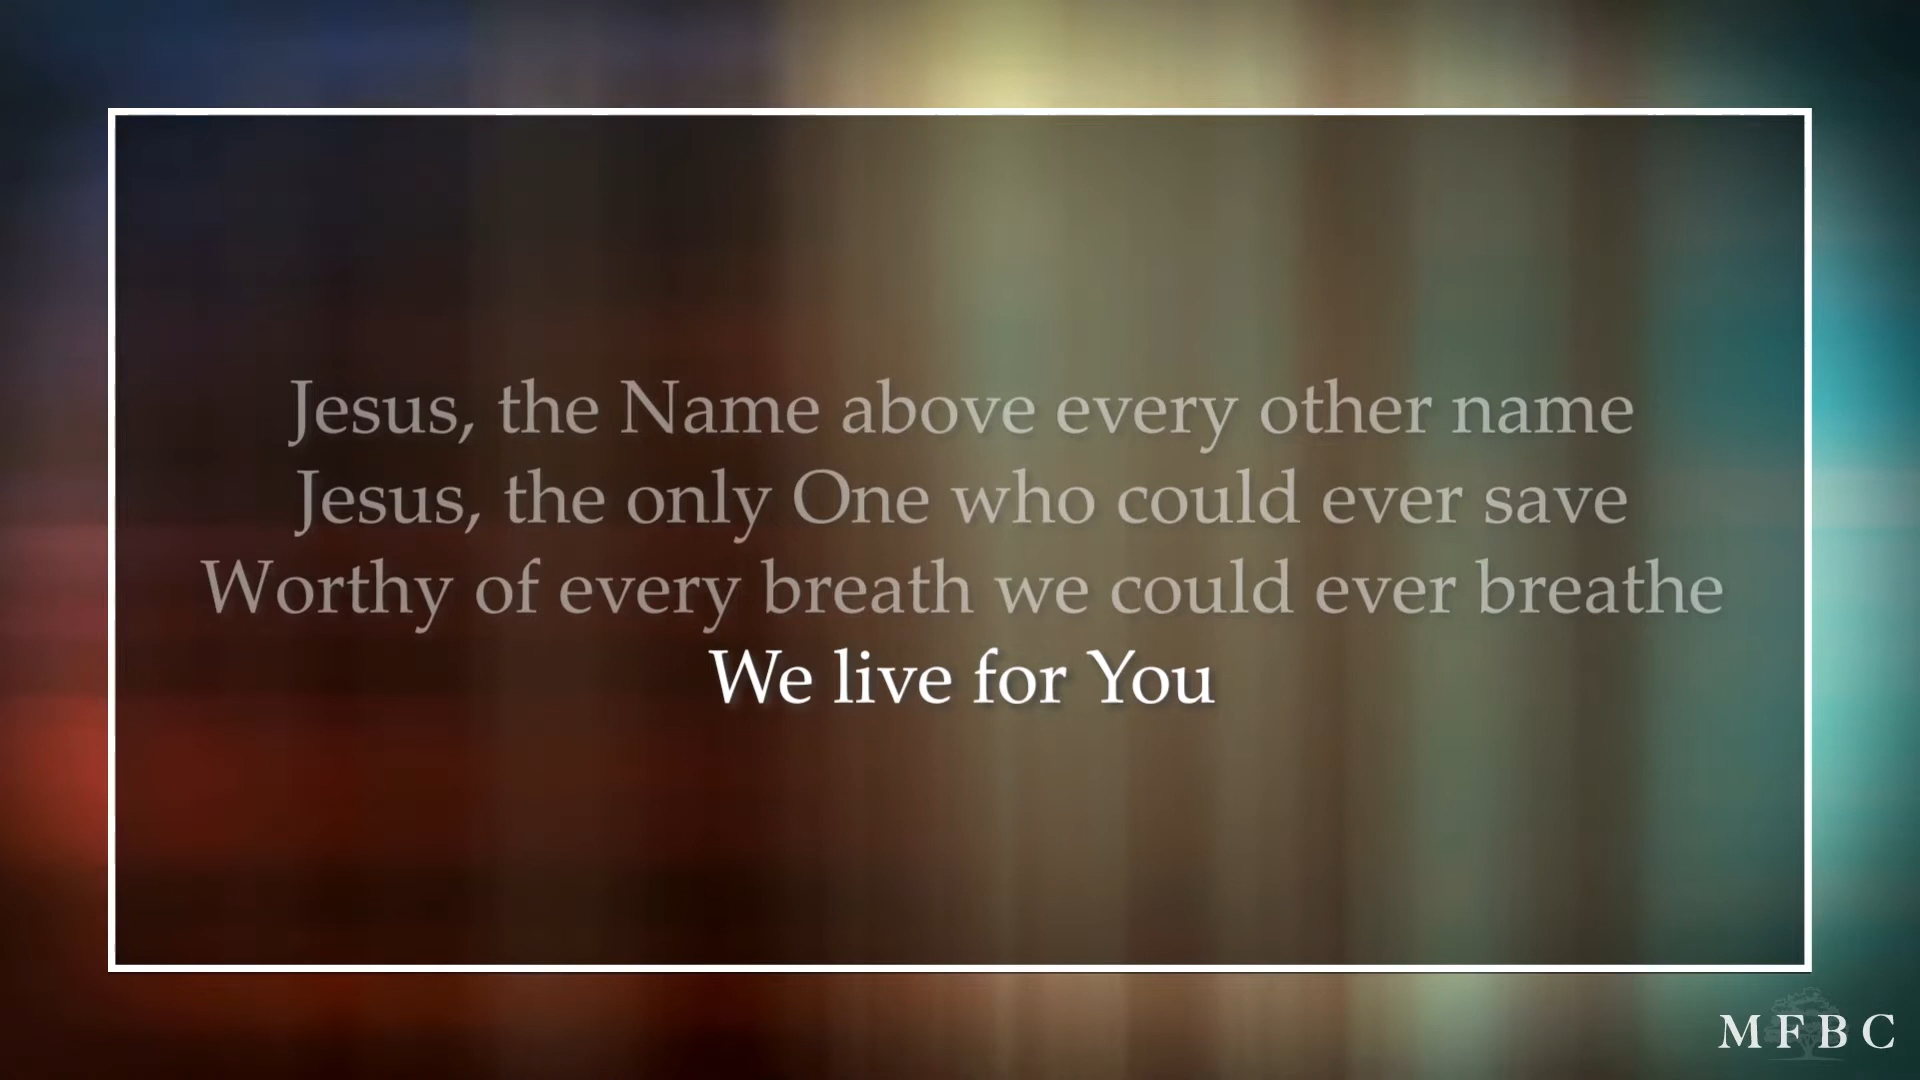 Jesus, the Name above every other name
Jesus, the only One who could ever save
Worthy of every breath we could ever breathe
We live for You
MFBC